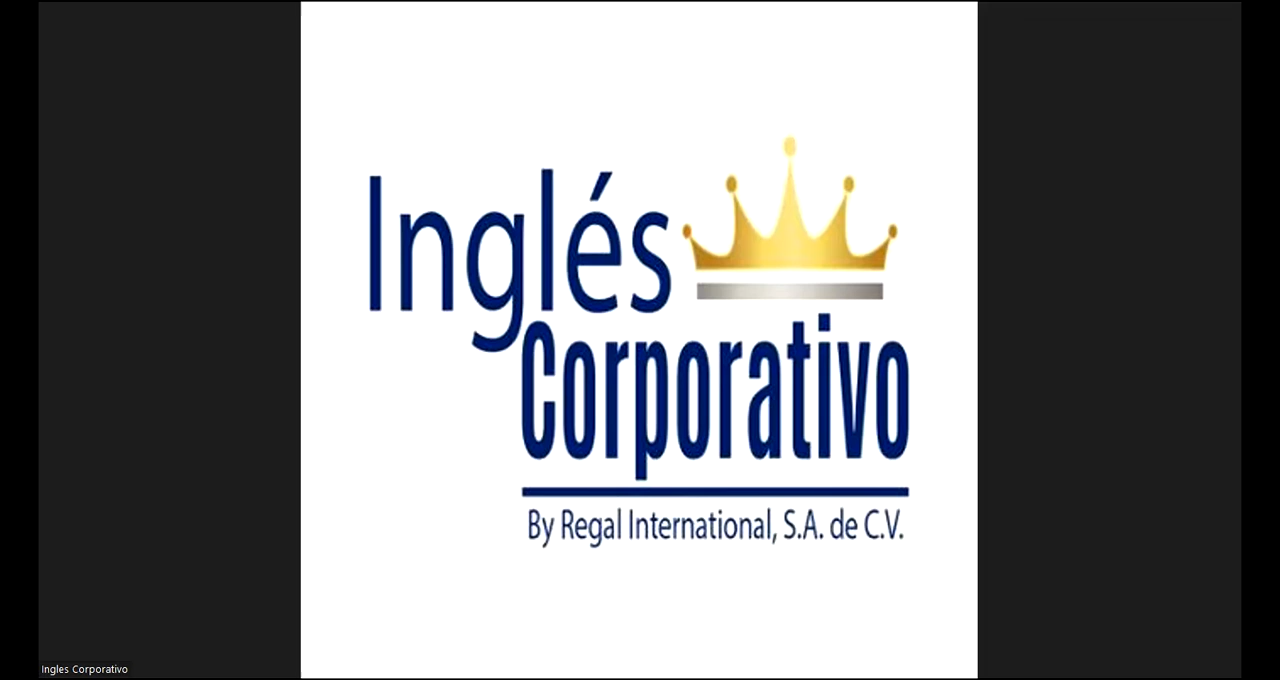 Inglés
Corporativo
By Regal International, S.A. de C.V.
Ingles Corporativo